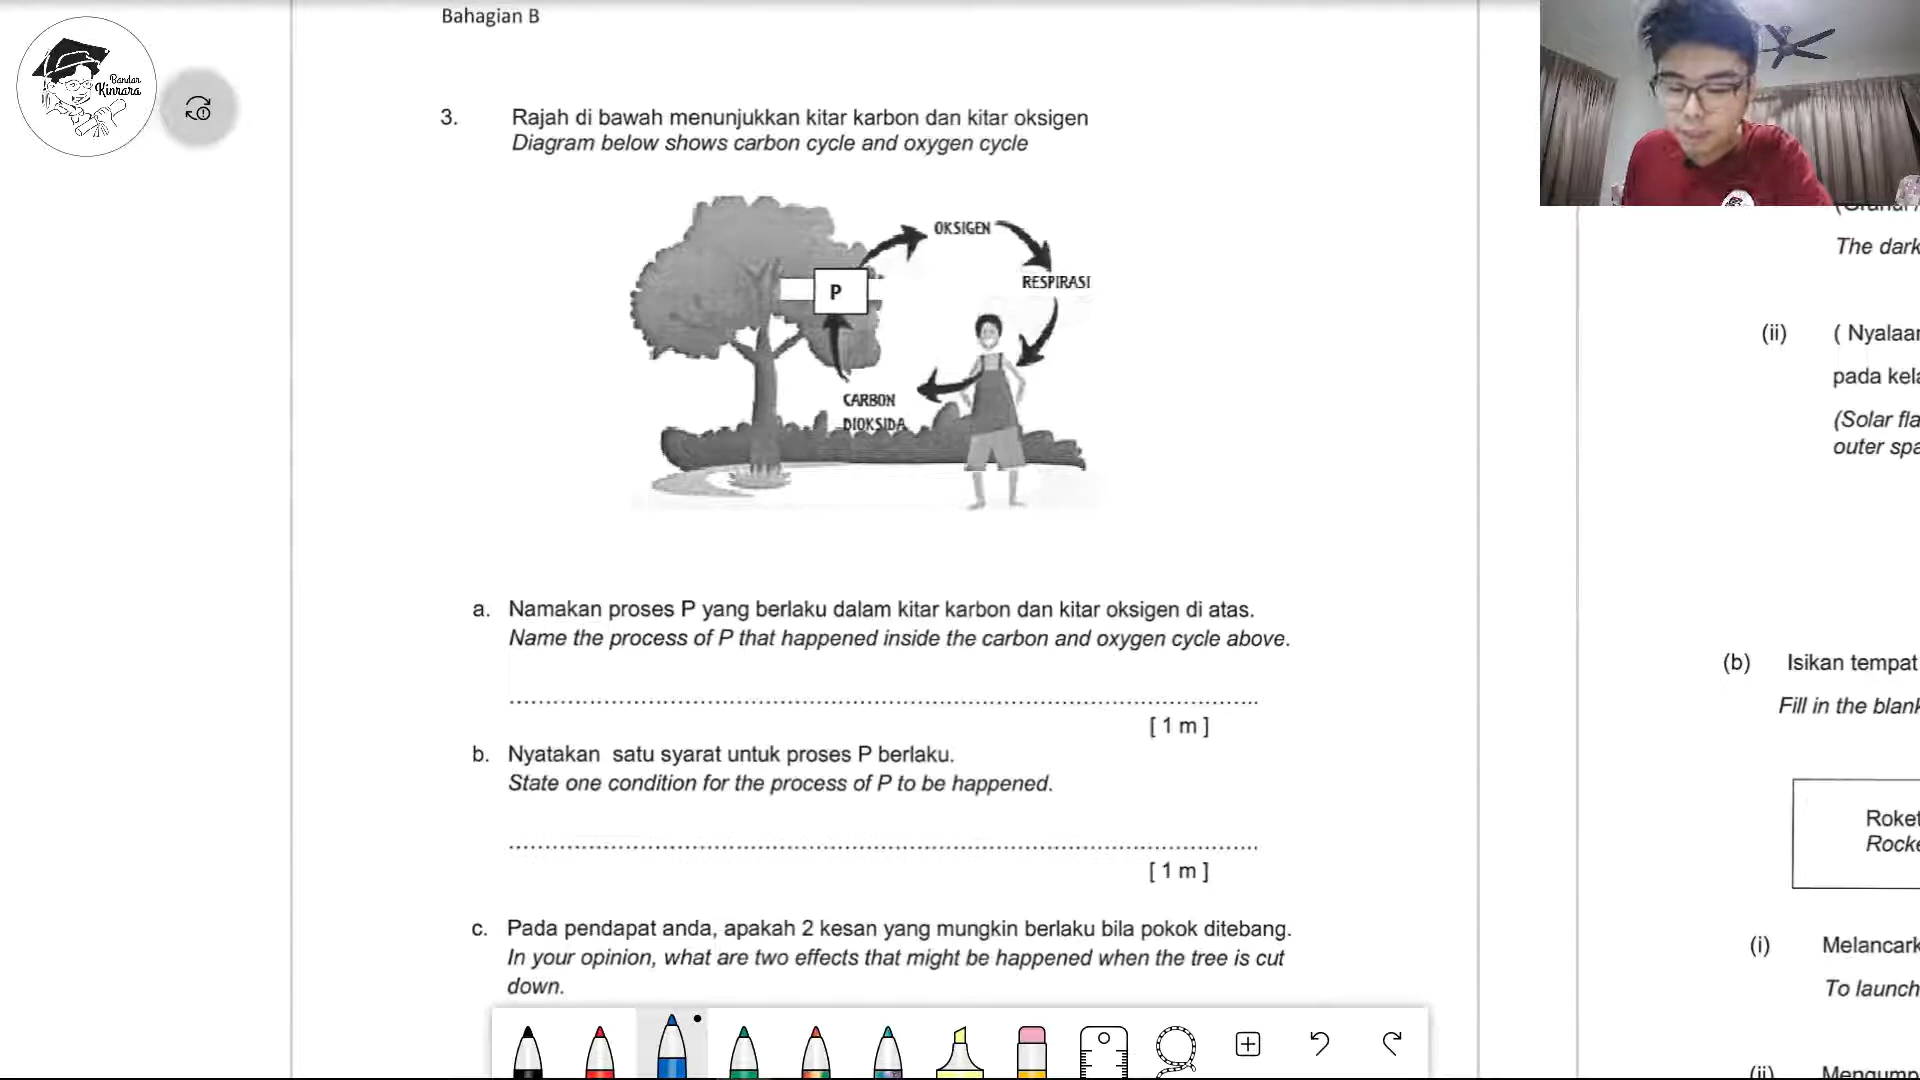 Bahagian B
Bandar
Kinrara
3. Rajah di bawah menunjukkan kitar karbon dan kitar oksigen
Diagram below shows carbon cycle and oxygen cycle
OKSIGEN
RESPIRASI
P
CARBON
DIOKSIDA
a. Namakan proses P yang berlaku dalam kitar karbon dan kitar oksigen di atas.
Name the process of P that happened inside the carbon and oxygen cycle above.
[ 1 m ]
b. Nyatakan satu syarat untuk proses P berlaku.
State one condition for the process of P to be happened.
[ 1 m ]
c. Pada pendapat anda, apakah 2 kesan yang mungkin berlaku bila pokok ditebang.
In your opinion, what are two effects that might be happened when the tree is cut
down.
The dark
(ii) ( Nyalaan
pada kela
(Solar fla
outer spa
(b) Isikan tempat
Fill in the blank
Roket
Rocke
(i) Melancark
To launch
(ii) Mengump